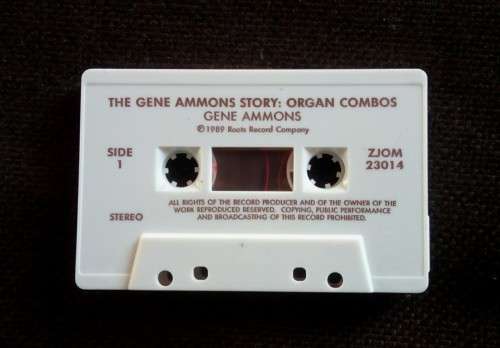 THE GENE AMMONS STORY: ORGAN COMBOS
GENE AMMONS
©1989 Roots Record Company
SIDE
1
ZJOM
23014
ALL RIGHTS OF THE RECORD PRODUCER AND OF THE OWNER OF THE
WORK REPRODUCED RESERVED. COPYING, PUBLIC PERFORMANCE
AND BROADCASTING OF THIS RECORD PROHIBITED.
STEREO